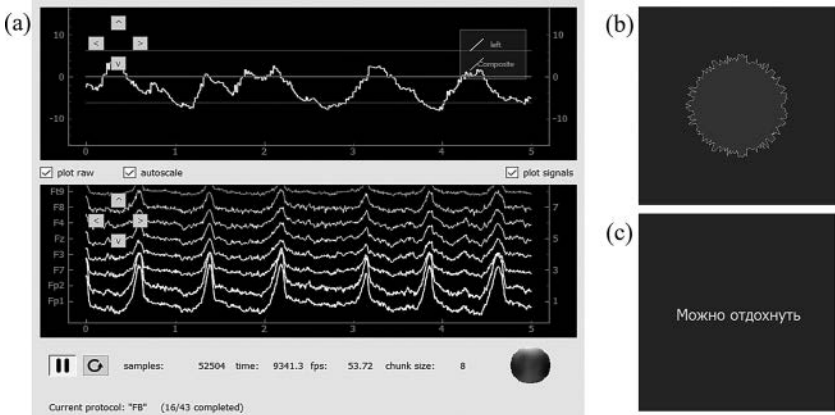 (a)
10
0
-10
left
Composite
10
0
-10
0 1 2 3 4 5
plot raw
autoscale
plot signals
Ft9
F8
F4
Fz
F3
F7
Fp2
Fp1
7
5
3
1
0 1 2 3 4 5
samples: 52504 time: 9341.3 fps: 53.72 chunk size: 8
Current protocol: "FB" (16/43 completed)
(b)
(c)
Можно отдохнуть